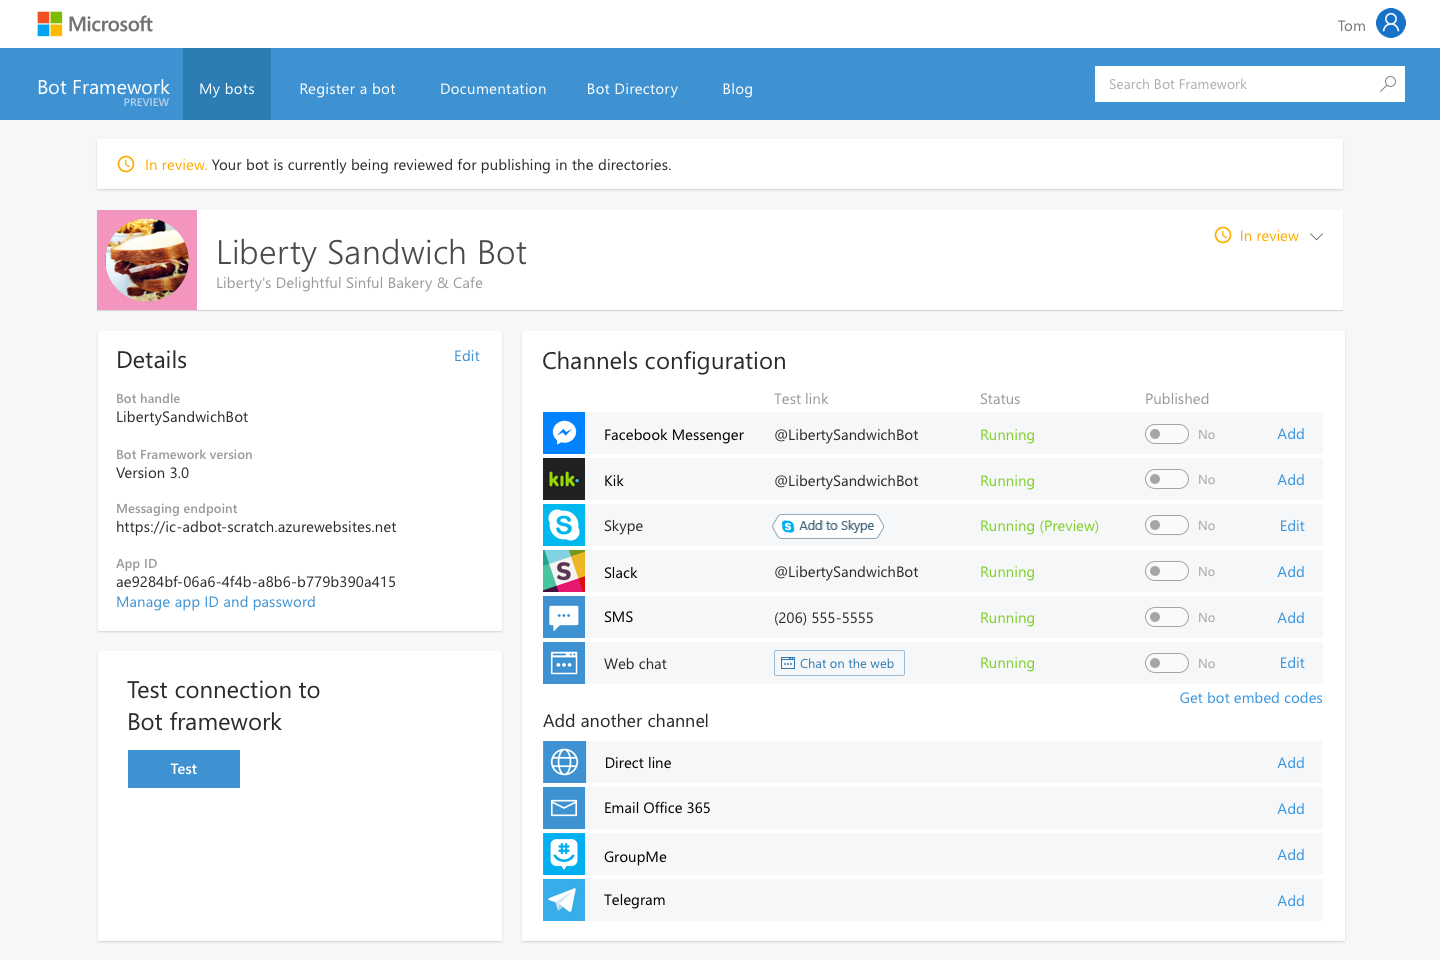 Microsoft
Tom
Bot Framework
PREVIEW
My bots
Register a bot
Documentation
Bot Directory
Blog
Search Bot Framework
In review. Your bot is currently being reviewed for publishing in the directories.
Liberty Sandwich Bot
Liberty's Delightful Sinful Bakery & Cafe
In review
Details
Edit
Bot handle
LibertySandwichBot
Bot Framework version
Version 3.0
Messaging endpoint
https://ic-adbot-scratch.azurewebsites.net
App ID
ae9284bf-06a6-4f4b-a8b6-b779b390a415
Manage app ID and password
Test connection to
Bot framework
Test
Channels configuration
Test link Status Published
Facebook Messenger @LibertySandwichBot Running No Add
kik Kik @LibertySandwichBot Running No Add
S Skype Add to Skype Running (Preview) No Edit
S Slack @LibertySandwichBot Running No Add
SMS (206) 555-5555 Running No Add
Web chat Chat on the web Running No Edit
Get bot embed codes
Add another channel
Direct line Add
Email Office 365 Add
# GroupMe Add
Telegram Add